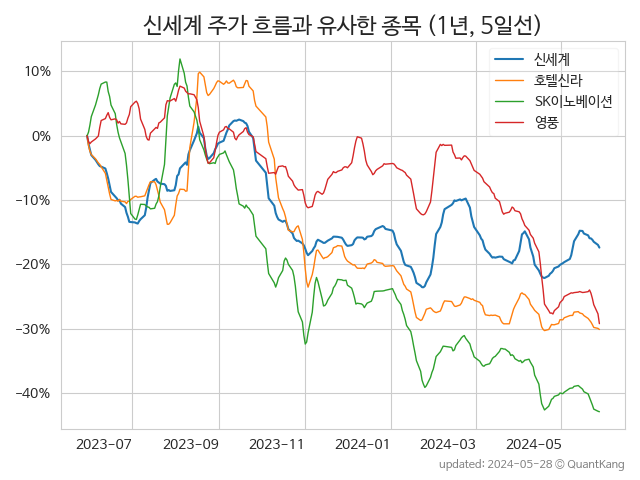 신세계 주가 흐름과 유사한 종목 (1년, 5일선)
신세계
호텔신라
SK이노베이션
영풍
10%
0%
−10%
−20%
−30%
−40%
2023-07
2023-09
2023-11
2024-01
2024-03
2024-05
updated: 2024-05-28 © QuantKang